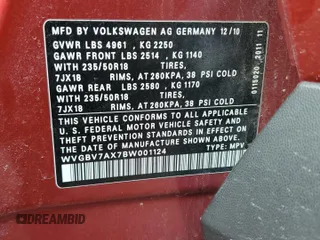 MFD BY VOLKSWAGEN AG GERMANY 12/10
GVWR LBS 4961 , KG 2250
GAWR FRONT LBS 2514 , KG 1140
WITH 235/50R18 TIRES,
7JX18 RIMS, AT 260KPA, 38 PSI COLD
GAWR REAR LBS 2580 , KG 1170
WITH 235/50R18 TIRES,
7JX18 RIMS, AT 260KPA, 38 PSI COLD
THIS VEHICLE CONFORMS TO ALL APPLICABLE
FEDERAL MOTOR VEHICLE SAFETY, BUMPER, AND
THEFT PREVENTION STANDARDS IN EFFECT ON THE
DATE OF MANUFACTURE SHOWN ABOVE
WVGBV7AX7BW001124 TYPE: MPV
2011 11
DREAMBID